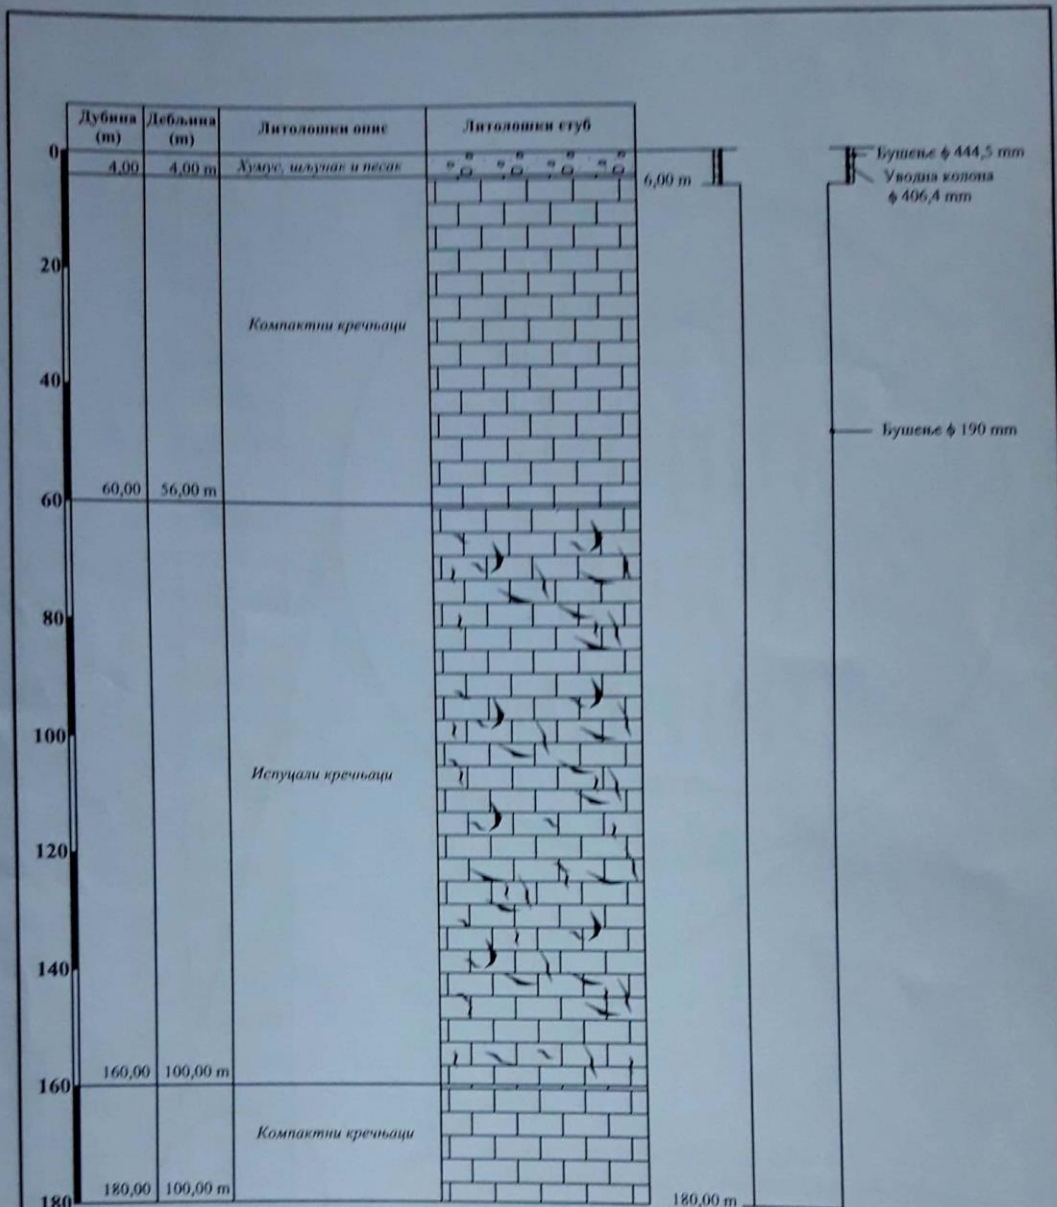 Дубина
(m)
Дебљина
(m)
Литолошки опис
Литолошки стуб
0
4,00
4,00 m
Хумус, шљунак и песак
6,00 m
Бушење ϕ 444,5 mm
Уводна колона
ϕ 406,4 mm
20
Компактни кречњаци
40
Бушење ϕ 190 mm
60,00
56,00 m
60
80
100
Испуцали кречњаци
120
140
160,00
100,00 m
160
Компактни кречњаци
180,00
100,00 m
180
180,00 m